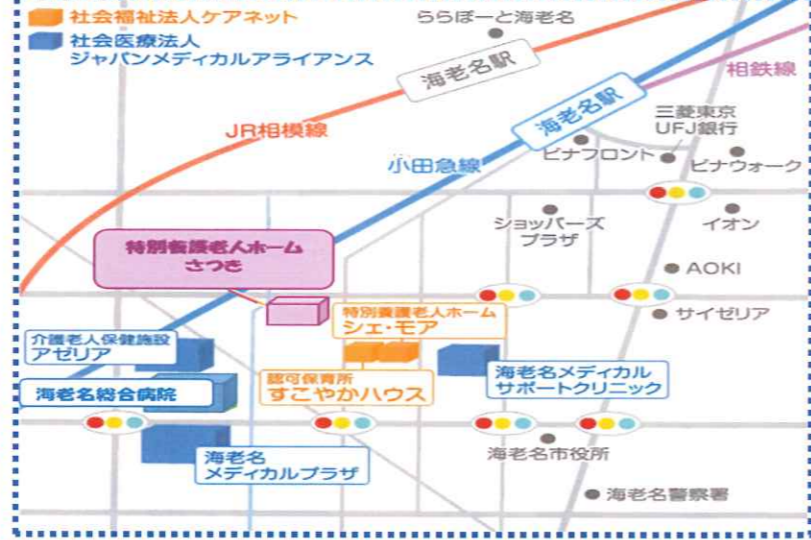 社会福祉法人ケアネット
社会医療法人
ジャパンメディカルアライアンス
ららぽーと海老名
海老名駅
相鉄線
海老名駅
三菱東京
UFJ銀行
JR相模線
小田急線
ビナフロント
ビナウォーク
ショッパーズ
プラザ
イオン
特別養護老人ホーム
さつき
AOKI
特別養護老人ホーム
シェ・モア
サイゼリア
介護老人保健施設
アゼリア
認可保育所
すこやかハウス
海老名メディカル
サポートクリニック
海老名総合病院
海老名
メディカルプラザ
海老名市役所
海老名警察署